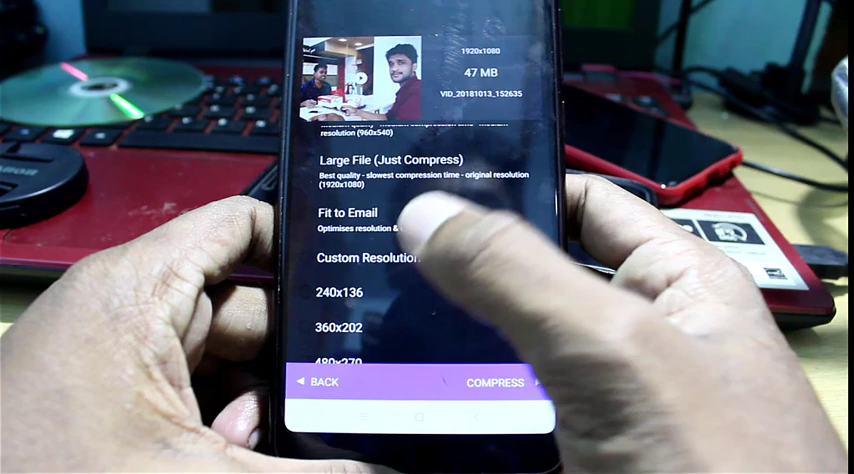 1920x1080
47 MB
VID_20181013_152635
resolution (960x540)
Large File (Just Compress)
Best quality - slowest compression time - original resolution
(1920x1080)
Fit to Email
Optimises resolution &
Custom Resolution
240x136
360x202
480x270
BACK
COMPRESS